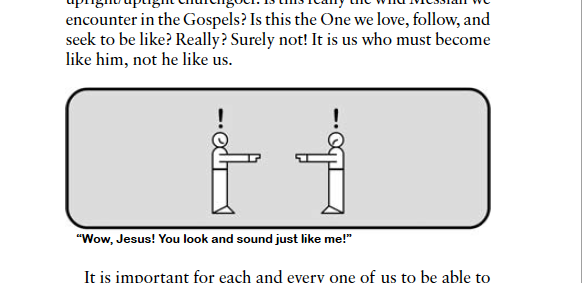 upright/uptight churchgoer. Is this really the wild Messiah we
encounter in the Gospels? Is this the One we love, follow, and
seek to be like? Really? Surely not! It is us who must become
like him, not he like us.
! !
“Wow, Jesus! You look and sound just like me!”
It is important for each and every one of us to be able to